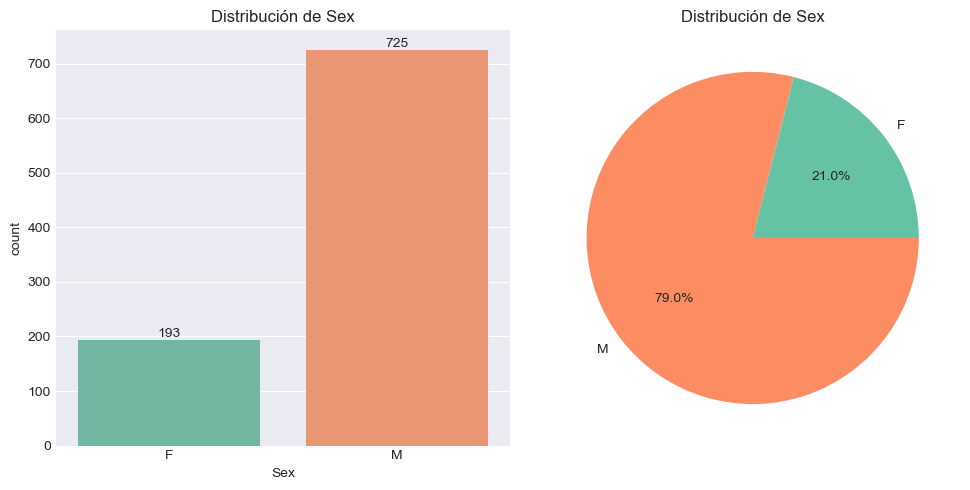 Distribución de Sex
725
700
600
500
400
300
200
100
0
193
F
M
count
Sex
Distribución de Sex
F
21.0%
79.0%
M